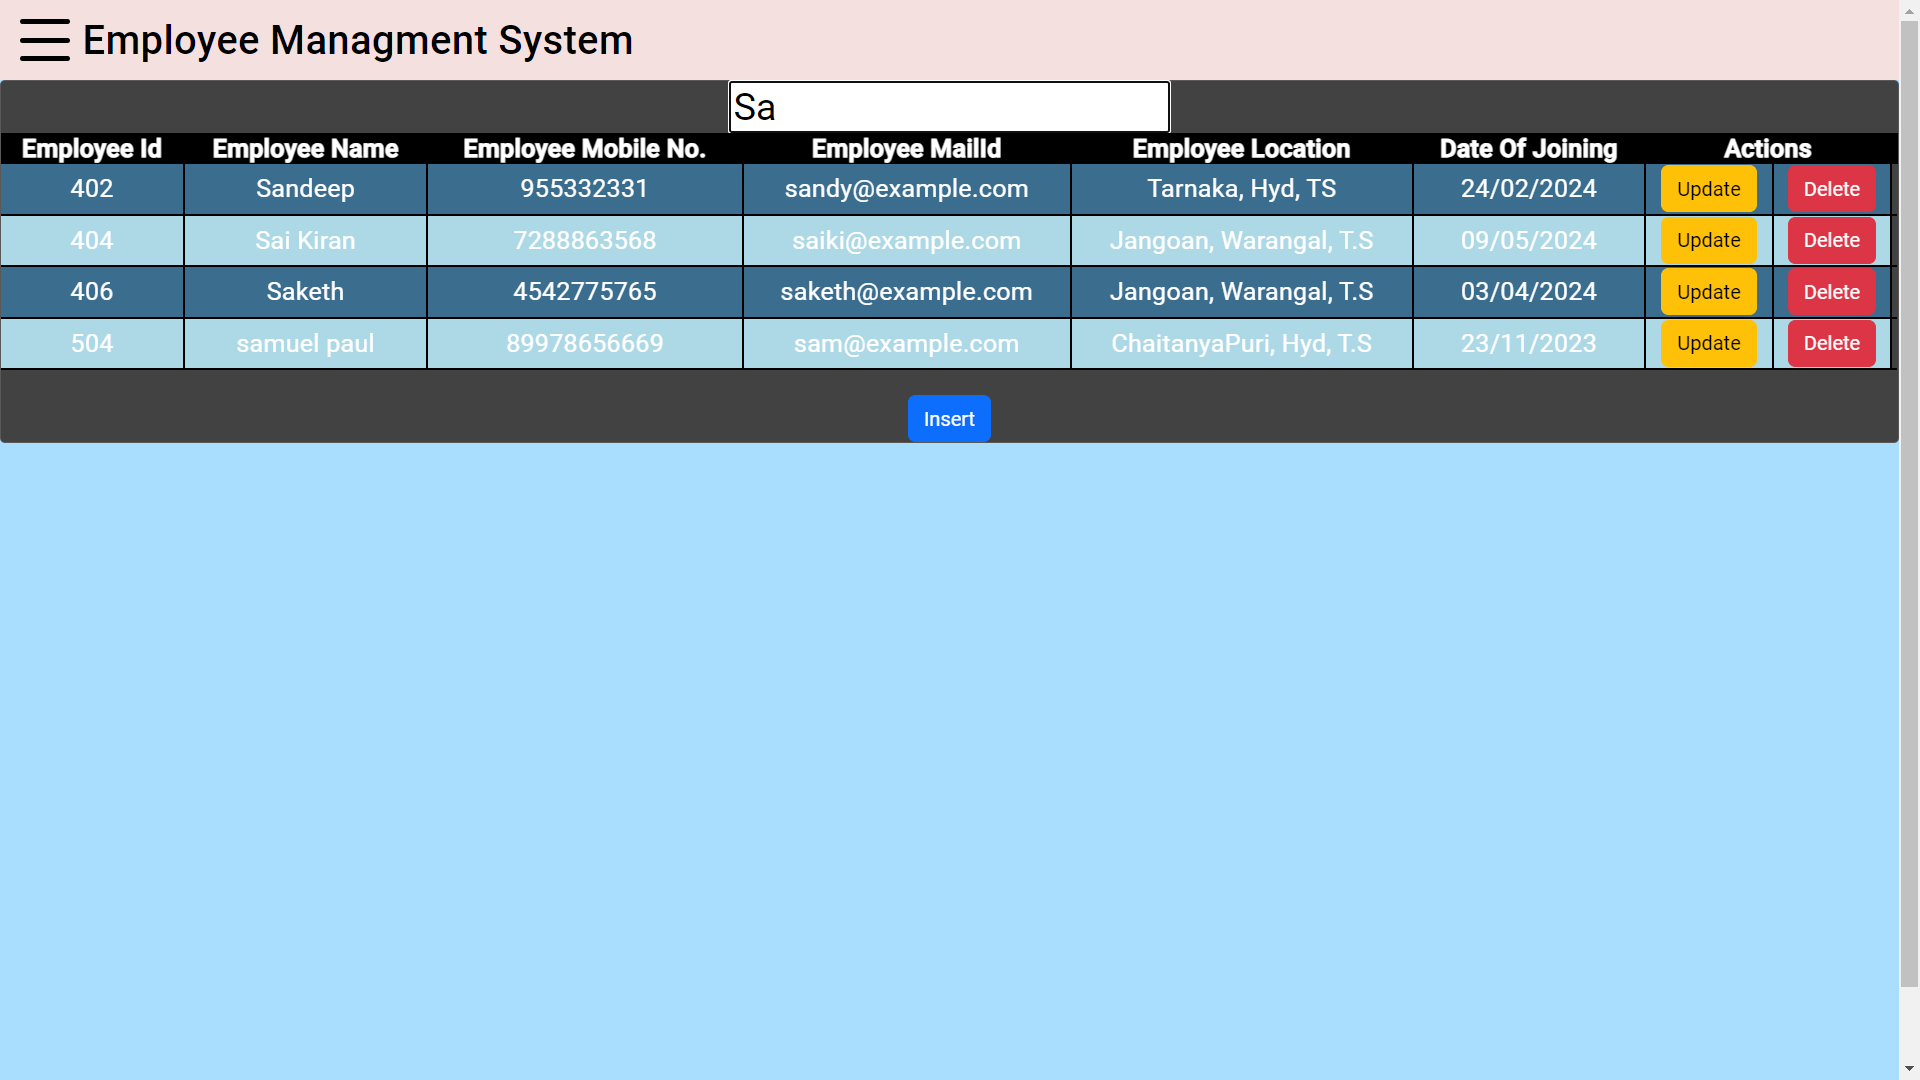 Employee Managment System
Sa
Employee Id Employee Name Employee Mobile No. Employee MailId Employee Location Date Of Joining Actions
402 Sandeep 955332331 sandy@example.com Tarnaka, Hyd, TS 24/02/2024 Update Delete
404 Sai Kiran 7288863568 saiki@example.com Jangoan, Warangal, T.S 09/05/2024 Update Delete
406 Saketh 4542775765 saketh@example.com Jangoan, Warangal, T.S 03/04/2024 Update Delete
504 samuel paul 89978656669 sam@example.com ChaitanyaPuri, Hyd, T.S 23/11/2023 Update Delete
Insert